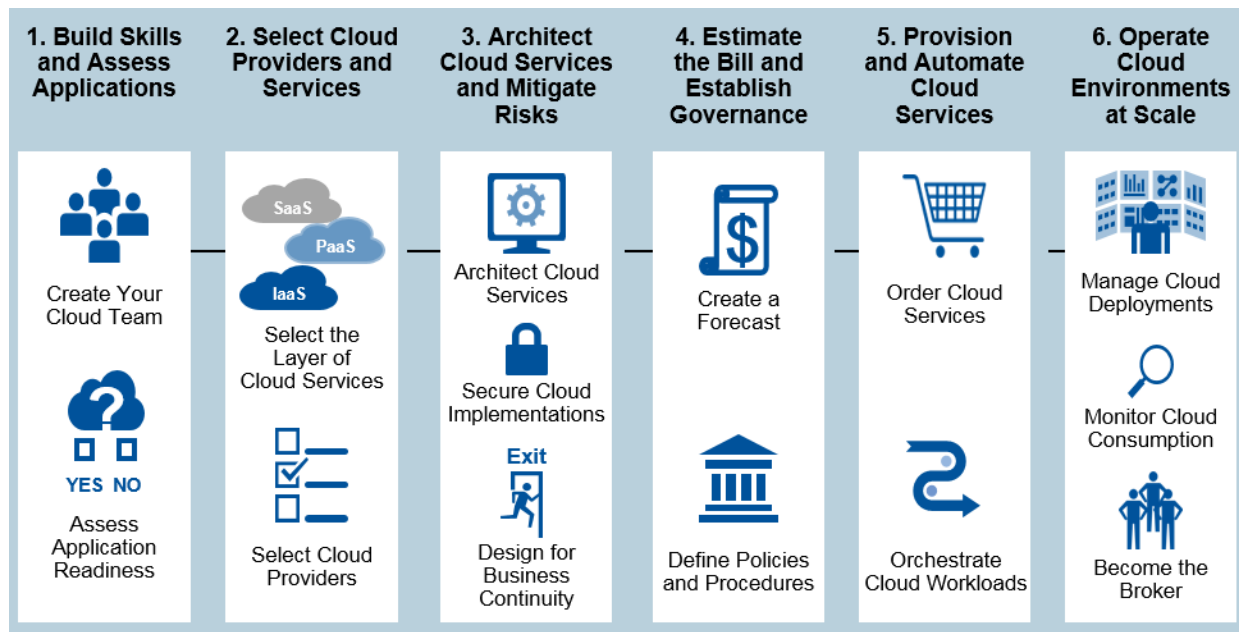 1. Build Skills
and Assess
Applications
Create Your
Cloud Team
YES NO
Assess
Application
Readiness
2. Select Cloud
Providers and
Services
SaaS
PaaS
IaaS
Select the
Layer of
Cloud Services
Select Cloud
Providers
3. Architect
Cloud Services
and Mitigate
Risks
Architect Cloud
Services
Secure Cloud
Implementations
Exit
Design for
Business
Continuity
4. Estimate
the Bill and
Establish
Governance
$
Create a
Forecast
Define Policies
and Procedures
5. Provision
and Automate
Cloud
Services
Order Cloud
Services
Orchestrate
Cloud Workloads
6. Operate
Cloud
Environments
at Scale
Manage Cloud
Deployments
Monitor Cloud
Consumption
Become the
Broker